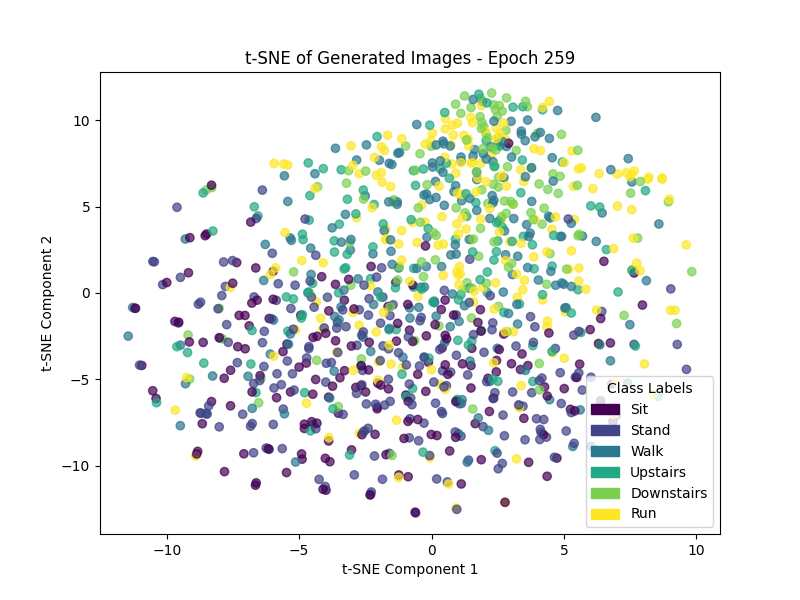 t-SNE of Generated Images - Epoch 259
t-SNE Component 2
10
5
0
−5
−10
Class Labels
Sit
Stand
Walk
Upstairs
Downstairs
Run
−10
−5
0
5
10
t-SNE Component 1